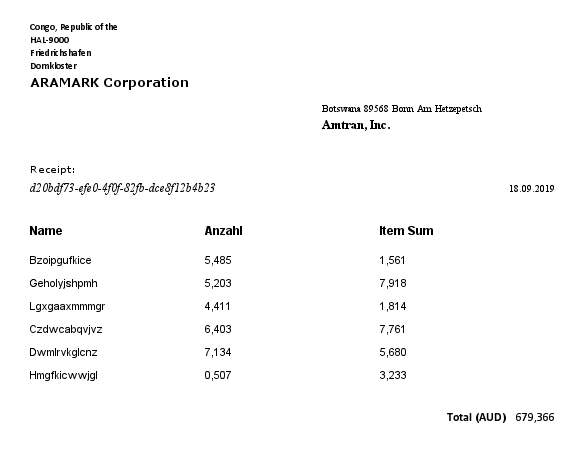 Congo, Republic of the
HAL-9000
Friedrichshafen
Domkloster
ARAMARK Corporation
Botswana 89568 Bonn Am Hetzepetsch
Amtran, Inc.
Receipt:
d20bdf73-efe0-4f0f-82fb-dce8f12b4b23
18.09.2019
Name Anzahl Item Sum
Bzoipgufkice 5,485 1,561
Geholyjshpmh 5,203 7,918
Lgxgaaxmmmgr 4,411 1,814
Czdwcabqvjvz 6,403 7,761
Dwmlrvkglcnz 7,134 5,680
Hmgfkicwwjgl 0,507 3,233
Total (AUD) 679,366